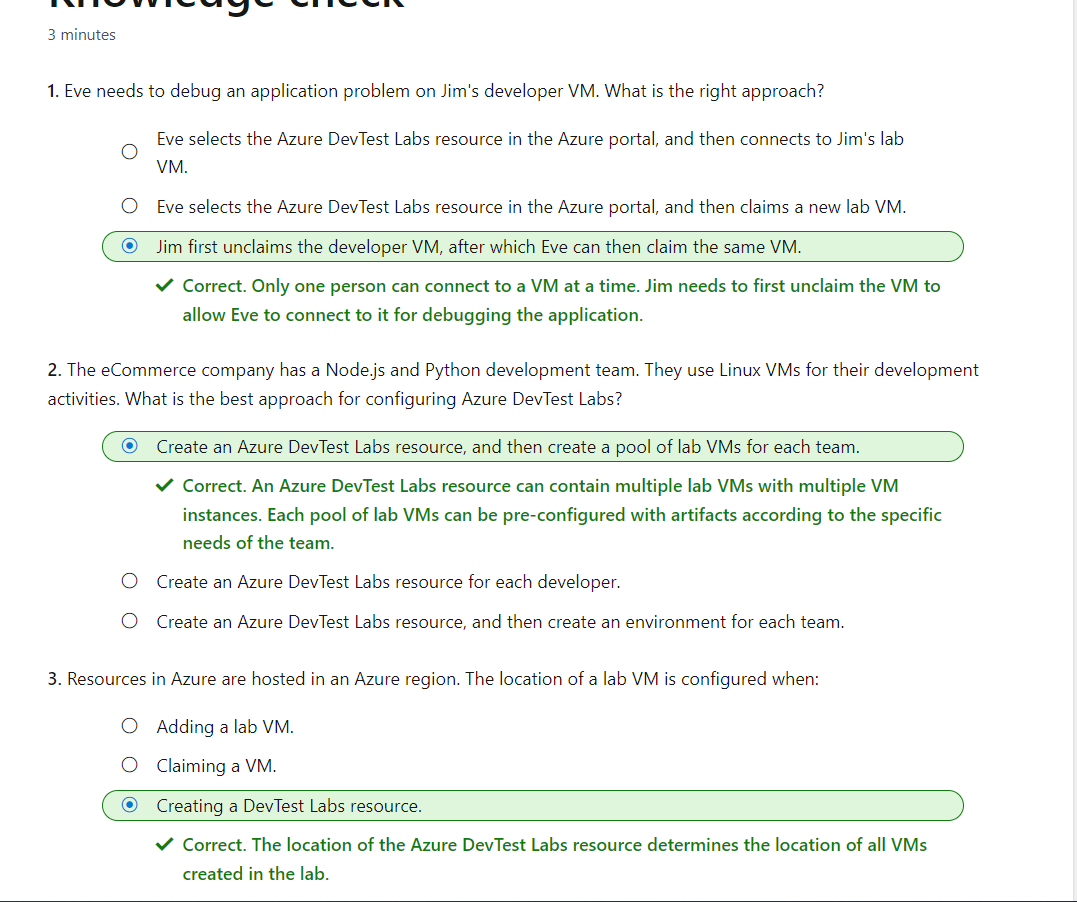 Knowledge check
3 minutes
1. Eve needs to debug an application problem on Jim's developer VM. What is the right approach?
Eve selects the Azure DevTest Labs resource in the Azure portal, and then connects to Jim's lab
VM.
Eve selects the Azure DevTest Labs resource in the Azure portal, and then claims a new lab VM.
Jim first unclaims the developer VM, after which Eve can then claim the same VM.
Correct. Only one person can connect to a VM at a time. Jim needs to first unclaim the VM to
allow Eve to connect to it for debugging the application.
2. The eCommerce company has a Node.js and Python development team. They use Linux VMs for their development
activities. What is the best approach for configuring Azure DevTest Labs?
Create an Azure DevTest Labs resource, and then create a pool of lab VMs for each team.
Correct. An Azure DevTest Labs resource can contain multiple lab VMs with multiple VM
instances. Each pool of lab VMs can be pre-configured with artifacts according to the specific
needs of the team.
Create an Azure DevTest Labs resource for each developer.
Create an Azure DevTest Labs resource, and then create an environment for each team.
3. Resources in Azure are hosted in an Azure region. The location of a lab VM is configured when:
Adding a lab VM.
Claiming a VM.
Creating a DevTest Labs resource.
Correct. The location of the Azure DevTest Labs resource determines the location of all VMs
created in the lab.